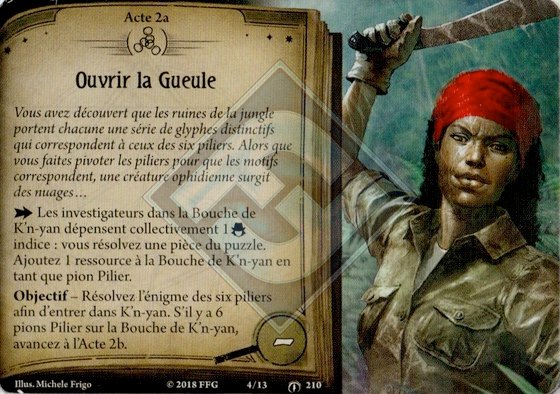 Acte 2a
Ouvrir la Gueule
Vous avez découvert que les ruines de la jungle
portent chacune une série de glyphes distinctifs
qui correspondent à ceux des six piliers. Alors que
vous faites pivoter les piliers pour que les motifs
correspondent, une créature ophidienne surgit
des nuages…
Les investigateurs dans la Bouche de
K'n-yan dépensent collectivement 1
indice : vous résolvez une pièce du puzzle.
Ajoutez 1 ressource à la Bouche de K'n-yan en
tant que pion Pilier.
Objectif – Résolvez l'énigme des six piliers
afin d'entrer dans K'n-yan. S'il y a 6
pions Pilier sur la Bouche de K'n-yan,
avancez à l'Acte 2b.
–
Illus. Michele Frigo © 2018 FFG 4/13 210